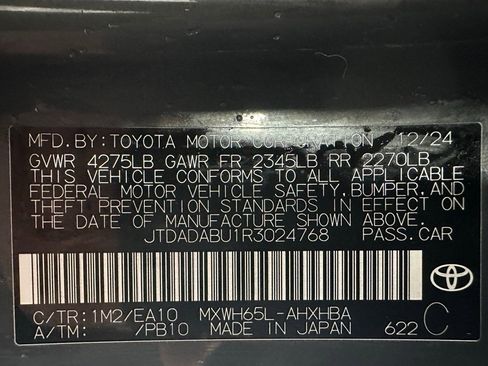 MFD.BY:TOYOTA MOTOR CORPORATION 12/24
GVWR 4275LB GAWR FR 2345LB RR 2270LB
THIS VEHICLE CONFORMS TO ALL APPLICABLE
FEDERAL MOTOR VEHICLE SAFETY,BUMPER,AND
THEFT PREVENTION STANDARDS IN EFFECT ON
THE DATE OF MANUFACTURE SHOWN ABOVE.
JTDADABU1R3024768 PASS.CAR
C/TR:1M2/EA10 MXWH65L-AHXHBA
A/TM: /PB10 MADE IN JAPAN 622 C